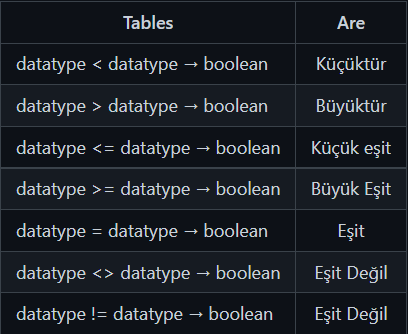 Tables Are
datatype < datatype → boolean Küçüktür
datatype > datatype → boolean Büyüktür
datatype <= datatype → boolean Küçük eşit
datatype >= datatype → boolean Büyük Eşit
datatype = datatype → boolean Eşit
datatype <> datatype → boolean Eşit Değil
datatype != datatype → boolean Eşit Değil